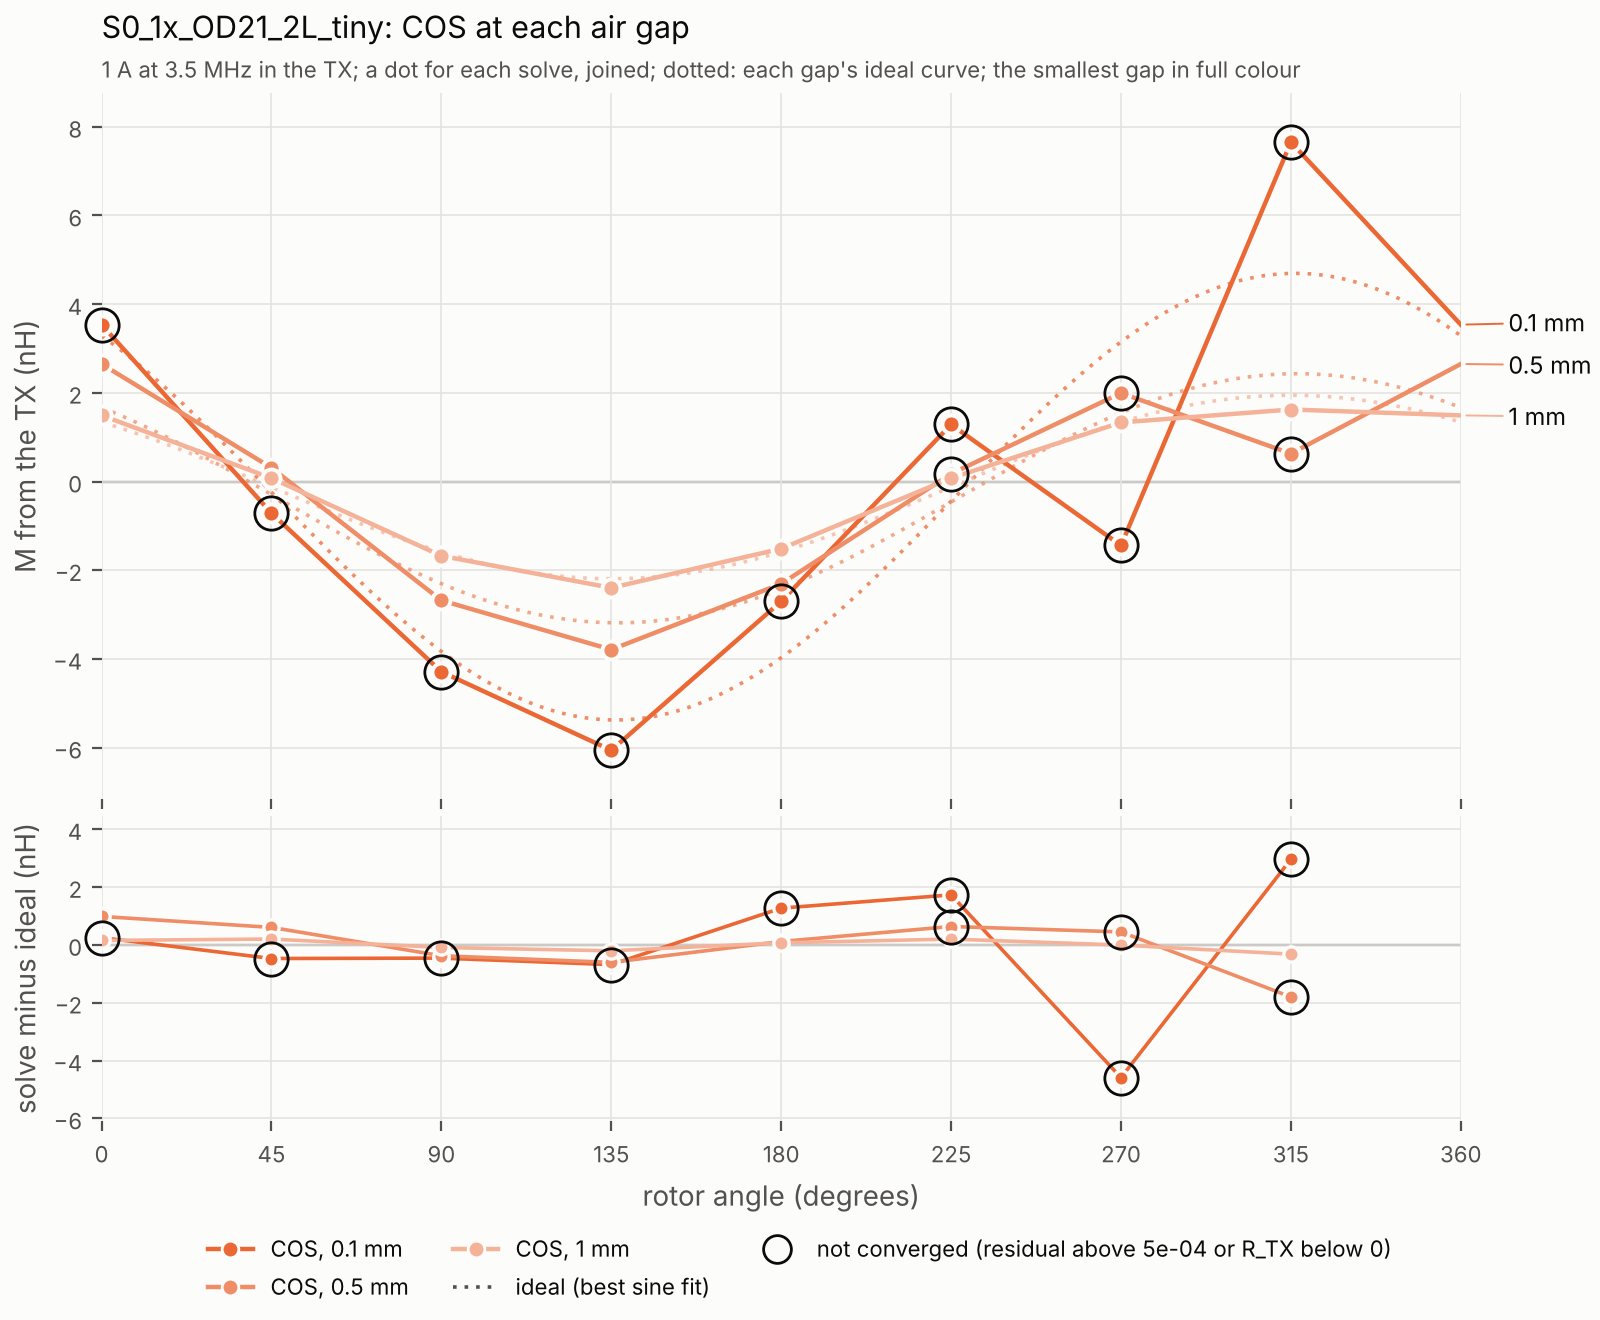 S0_1x_OD21_2L_tiny: COS at each air gap
1 A at 3.5 MHz in the TX; a dot for each solve, joined; dotted: each gap's ideal curve; the smallest gap in full colour
M from the TX (nH)
8
6
4
2
0
−2
−4
−6
0.1 mm
0.5 mm
1 mm
solve minus ideal (nH)
4
2
0
−2
−4
−6
0 45 90 135 180 225 270 315 360
rotor angle (degrees)
COS, 0.1 mm
COS, 1 mm
not converged (residual above 5e-04 or R_TX below 0)
COS, 0.5 mm
ideal (best sine fit)